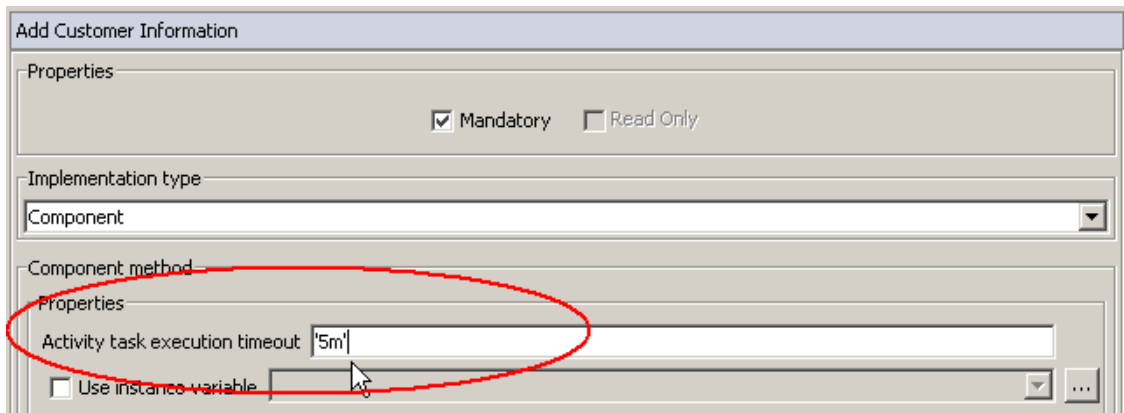 Add Customer Information
Properties
Mandatory Read Only
Implementation type
Component
Component method
Properties
Activity task execution timeout '5m'
Use instance variable ...